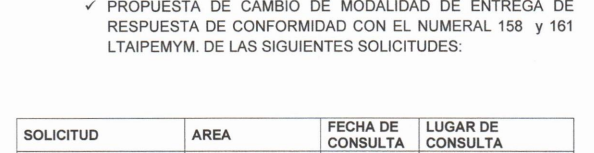 ✓ PROPUESTA DE CAMBIO DE MODALIDAD DE ENTREGA DE
RESPUESTA DE CONFORMIDAD CON EL NUMERAL 158 y 161
LTAIPEMYM. DE LAS SIGUIENTES SOLICITUDES:
SOLICITUD AREA FECHA DE CONSULTA LUGAR DE CONSULTA